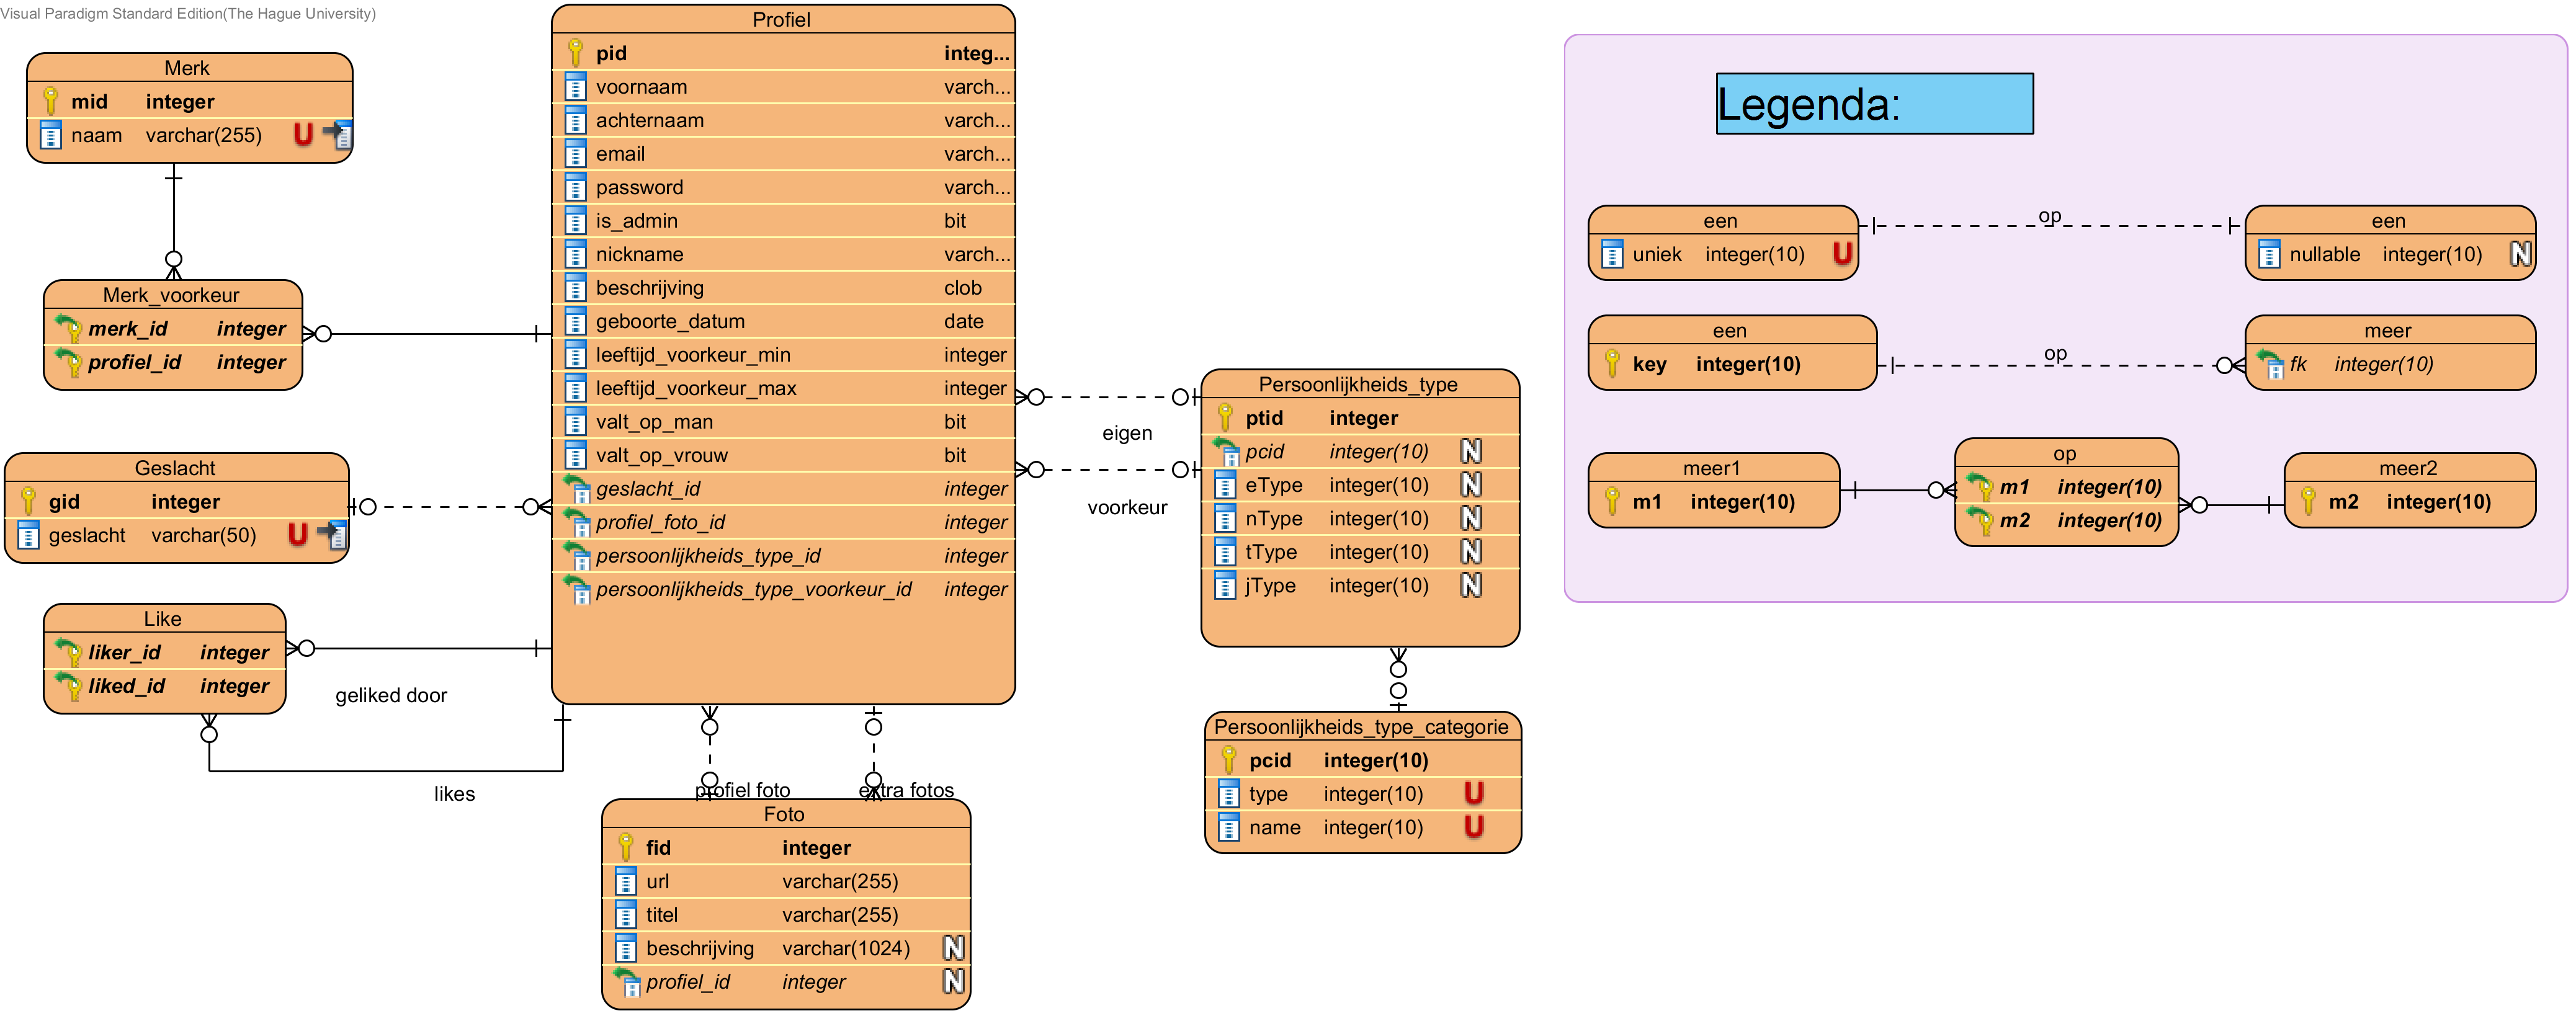 Visual Paradigm Standard Edition(The Hague University)
Merk
mid integer
naam varchar(255) U
Merk_voorkeur
merk_id integer
profiel_id integer
Geslacht
gid integer
geslacht varchar(50) U
Like
liker_id integer
liked_id integer
geliked door
likes
Profiel
pid integ...
voornaam varch...
achternaam varch...
email varch...
password varch...
is_admin bit
nickname varch...
beschrijving clob
geboorte_datum date
leeftijd_voorkeur_min integer
leeftijd_voorkeur_max integer
valt_op_man bit
valt_op_vrouw bit
geslacht_id integer
profiel_foto_id integer
persoonlijkheids_type_id integer
persoonlijkheids_type_voorkeur_id integer
profiel foto
extra fotos
Foto
fid integer
url varchar(255)
titel varchar(255)
beschrijving varchar(1024) N
profiel_id integer N
eigen
voorkeur
Persoonlijkheids_type
ptid integer
pcid integer(10) N
eType integer(10) N
nType integer(10) N
tType integer(10) N
jType integer(10) N
Persoonlijkheids_type_categorie
pcid integer(10)
type integer(10) U
name integer(10) U
Legenda:
een
uniek integer(10) U
op
een
nullable integer(10) N
een
key integer(10)
op
meer
fk integer(10)
meer1
m1 integer(10)
op
m1 integer(10)
m2 integer(10)
meer2
m2 integer(10)